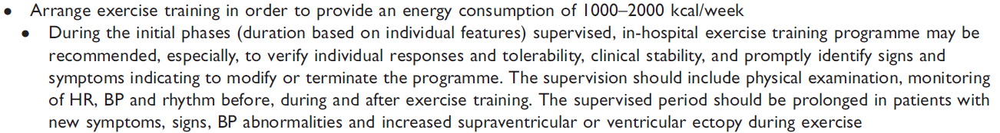 • Arrange exercise training in order to provide an energy consumption of 1000–2000 kcal/week
• During the initial phases (duration based on individual features) supervised, in-hospital exercise training programme may be
recommended, especially, to verify individual responses and tolerability, clinical stability, and promptly identify signs and
symptoms indicating to modify or terminate the programme. The supervision should include physical examination, monitoring
of HR, BP and rhythm before, during and after exercise training. The supervised period should be prolonged in patients with
new symptoms, signs, BP abnormalities and increased supraventricular or ventricular ectopy during exercise